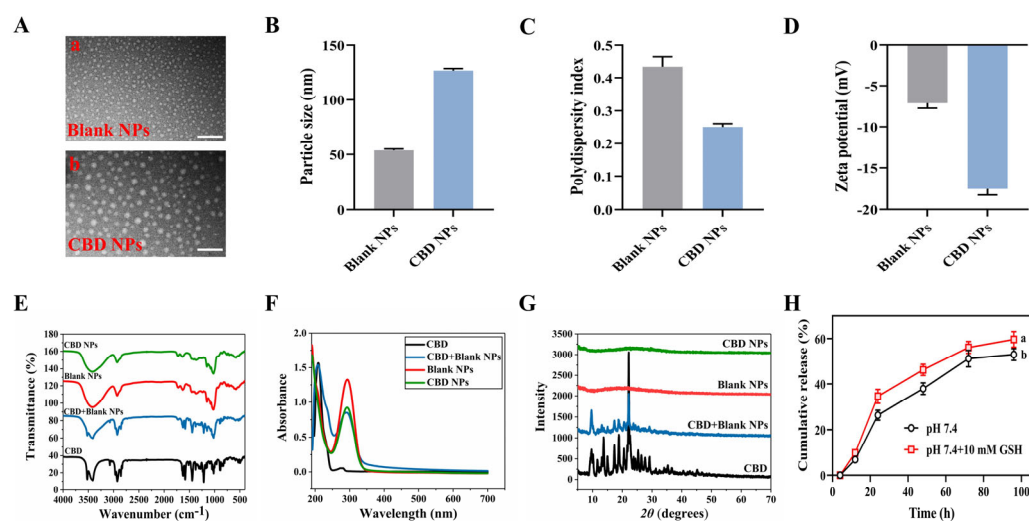 A
a
Blank NPs
b
CBD NPs
B
Particle size (nm)
150
100
50
0
Blank NPs
CBD NPs
C
Polydispersity index
0.5
0.4
0.3
0.2
0.1
0.0
Blank NPs
CBD NPs
D
Zeta potential (mV)
0
-5
-10
-15
-20
Blank NPs
CBD NPs
E
Transmittance (%)
180
160
140
120
100
80
60
40
20
0
CBD NPs
Blank NPs
CBD+Blank NPs
CBD
4000 3500 3000 2500 2000 1500 1000 500
Wavenumber (cm-1)
F
Absorbance
2.0
1.5
1.0
0.5
0.0
CBD
CBD+Blank NPs
Blank NPs
CBD NPs
200 300 400 500 600 700
Wavelength (nm)
G
Intensity
3500
3000
2500
2000
1500
1000
500
0
CBD NPs
Blank NPs
CBD+Blank NPs
CBD
10 20 30 40 50 60 70
2θ (degrees)
H
Cumulative release (%)
60
40
20
0
a
b
pH 7.4
pH 7.4+10 mM GSH
0 20 40 60 80 100
Time (h)